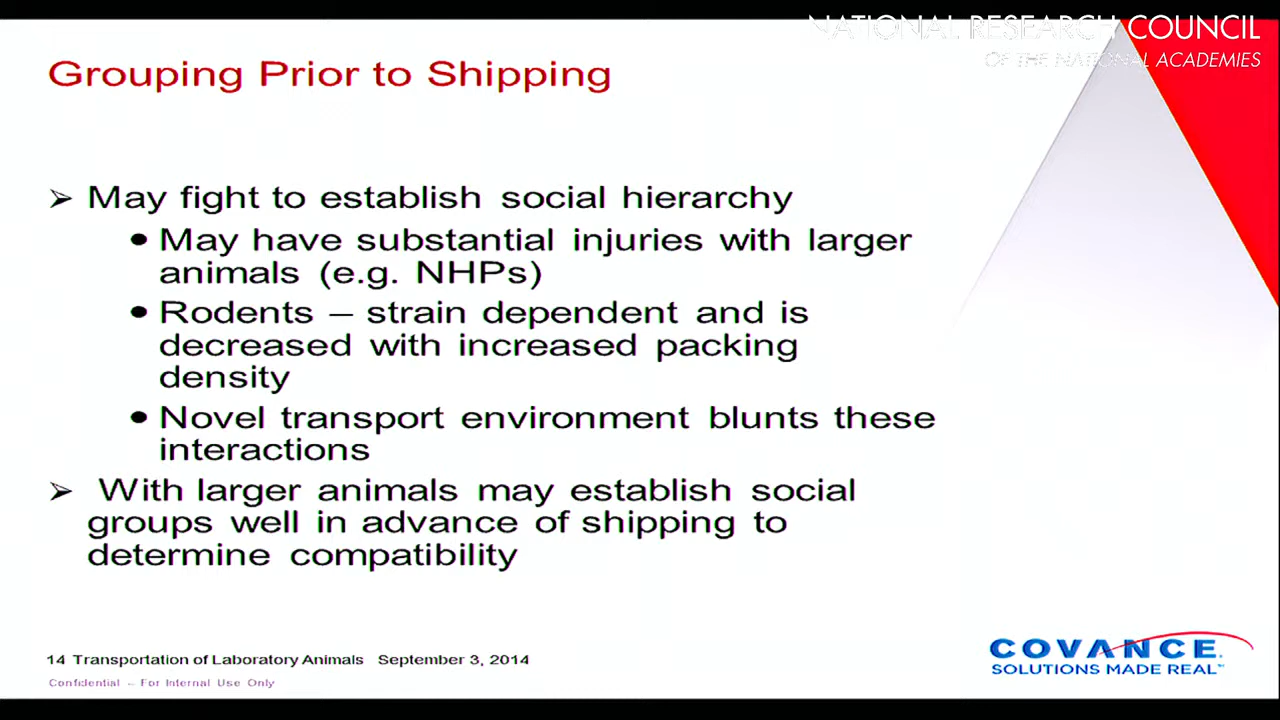 NATIONAL RESEARCH COUNCIL
OF THE NATIONAL ACADEMIES
Grouping Prior to Shipping
➢ May fight to establish social hierarchy
• May have substantial injuries with larger
animals (e.g. NHPs)
• Rodents – strain dependent and is
decreased with increased packing
density
• Novel transport environment blunts these
interactions
➢ With larger animals may establish social
groups well in advance of shipping to
determine compatibility
14 Transportation of Laboratory Animals September 3, 2014
Confidential – For Internal Use Only
COVANCE
SOLUTIONS MADE REAL™